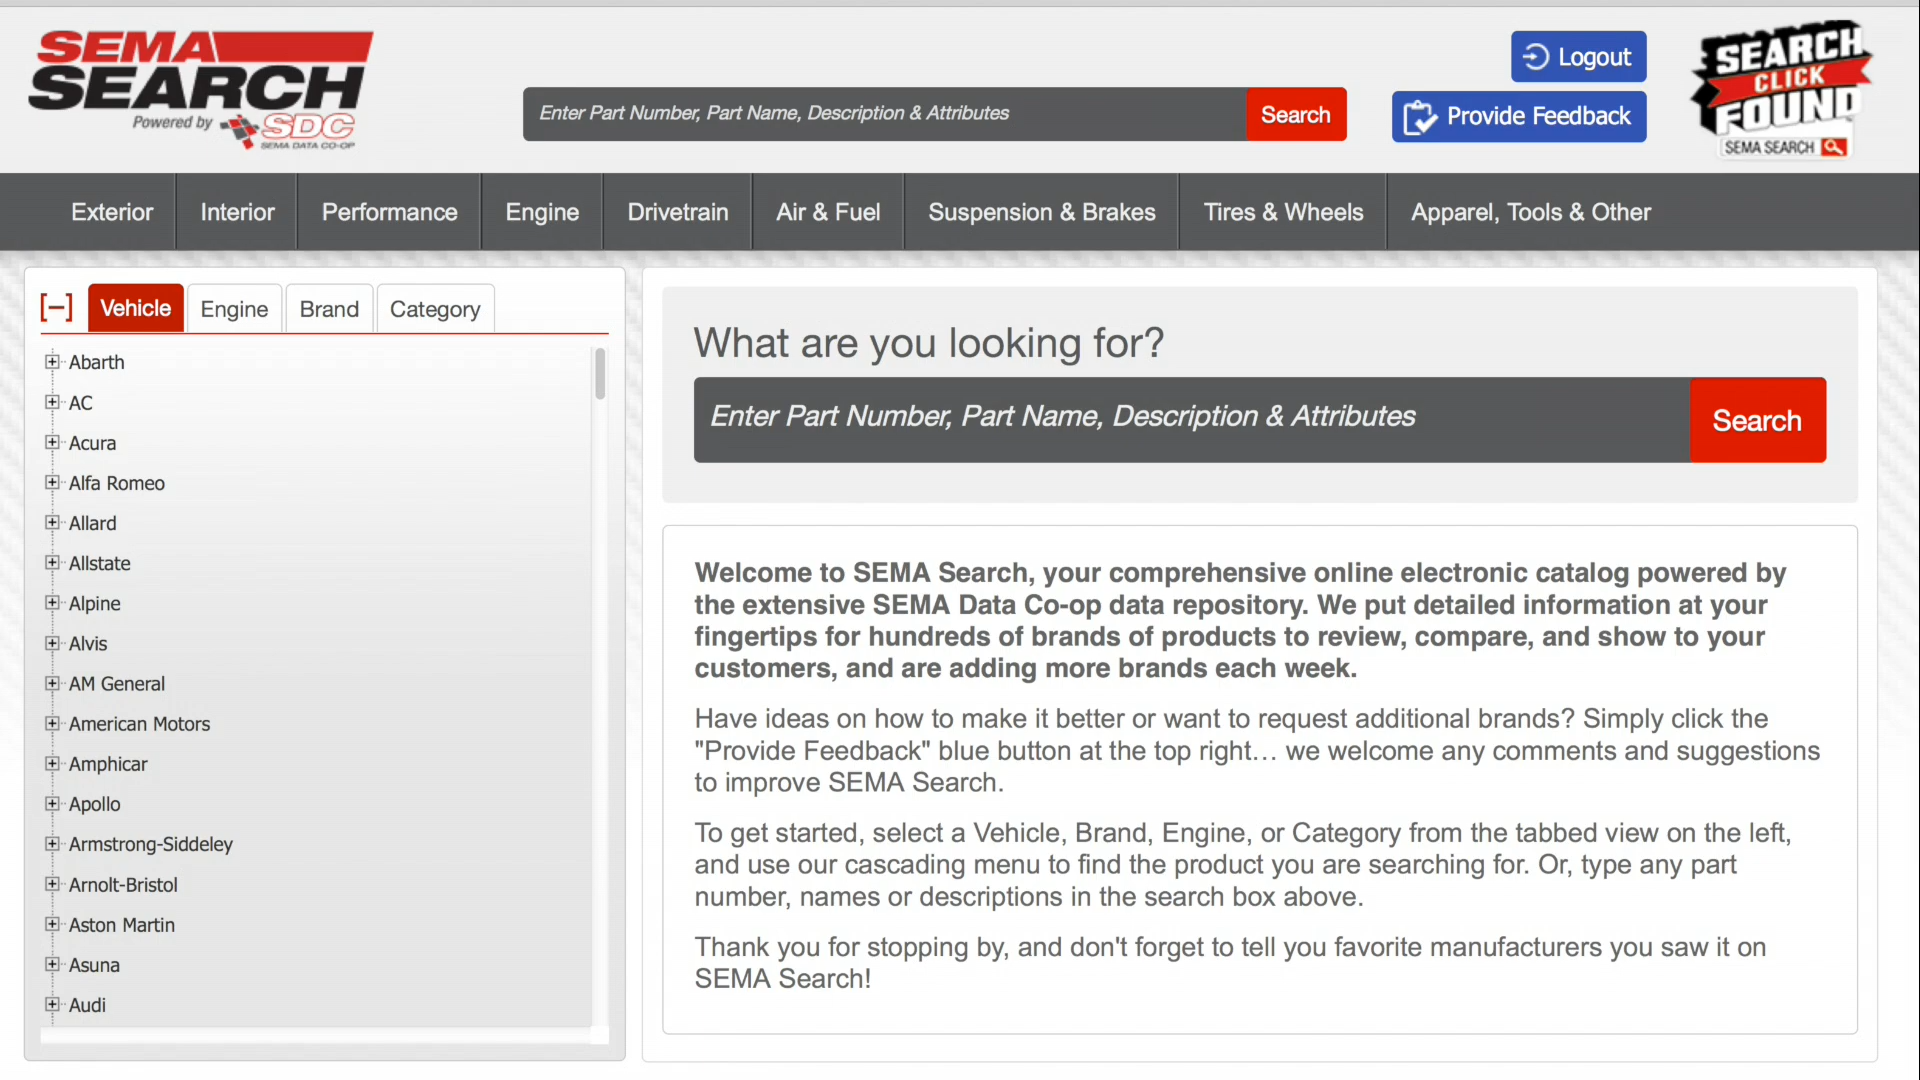 SEMA
SEARCH
Powered by SDC
SEMA DATA CO-OP
Enter Part Number, Part Name, Description & Attributes
Search
Logout
Provide Feedback
SEARCH
CLICK
FOUND
SEMA SEARCH
Exterior
Interior
Performance
Engine
Drivetrain
Air & Fuel
Suspension & Brakes
Tires & Wheels
Apparel, Tools & Other
[–]
Vehicle
Engine
Brand
Category
Abarth
AC
Acura
Alfa Romeo
Allard
Allstate
Alpine
Alvis
AM General
American Motors
Amphicar
Apollo
Armstrong-Siddeley
Arnolt-Bristol
Aston Martin
Asuna
Audi
What are you looking for?
Enter Part Number, Part Name, Description & Attributes
Search
Welcome to SEMA Search, your comprehensive online electronic catalog powered by
the extensive SEMA Data Co-op data repository. We put detailed information at your
fingertips for hundreds of brands of products to review, compare, and show to your
customers, and are adding more brands each week.
Have ideas on how to make it better or want to request additional brands? Simply click the
"Provide Feedback" blue button at the top right… we welcome any comments and suggestions
to improve SEMA Search.
To get started, select a Vehicle, Brand, Engine, or Category from the tabbed view on the left,
and use our cascading menu to find the product you are searching for. Or, type any part
number, names or descriptions in the search box above.
Thank you for stopping by, and don't forget to tell you favorite manufacturers you saw it on
SEMA Search!